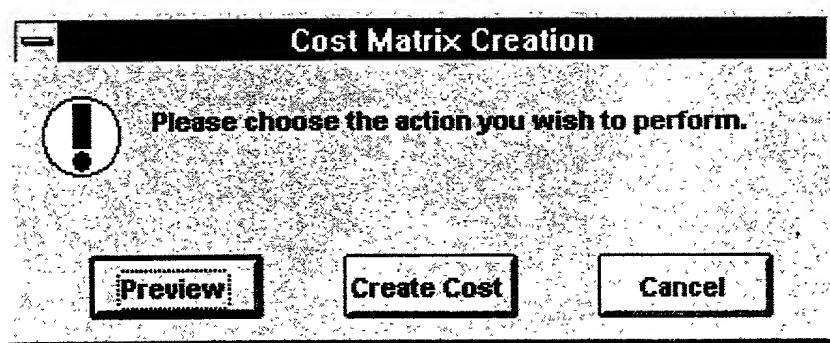 Cost Matrix Creation
Please choose the action you wish to perform.
Preview Create Cost Cancel